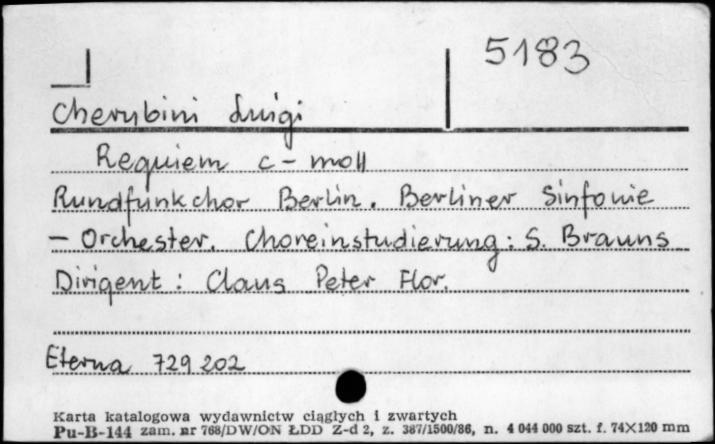 5183
Cherubini Luigi
Requiem c-moll
Rundfunkchor Berlin. Berliner Sinfonie
- Orchester. Choreinstudierung: S. Brauns
Dirigent: Claus Peter Flor.
Eterna 729 202
Karta katalogowa wydawnictw ciągłych i zwartych
Pu-B-144 zam. nr 768/DW/ON ŁDD Z-d 2, z. 387/1500/86, n. 4 044 000 szt. f. 74X120 mm